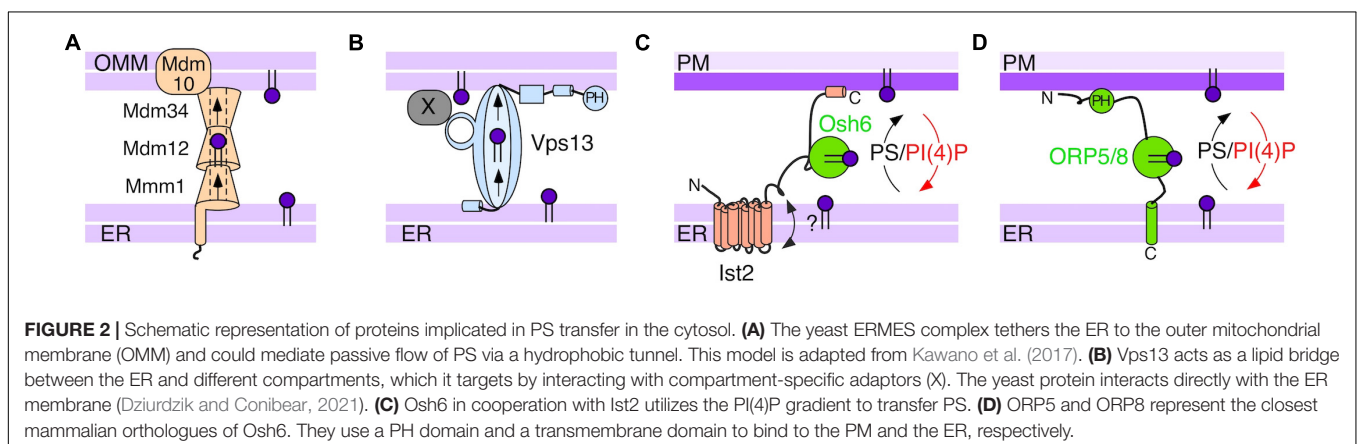 A
OMM
Mdm
10
Mdm34
Mdm12
Mmm1
ER
B
X
PH
Vps13
ER
C
PM
C
Osh6
PS/PI(4)P
N
?
ER
Ist2
D
PM
N
PH
ORP5/8
PS/PI(4)P
ER
C
FIGURE 2 | Schematic representation of proteins implicated in PS transfer in the cytosol. (A) The yeast ERMES complex tethers the ER to the outer mitochondrial
membrane (OMM) and could mediate passive flow of PS via a hydrophobic tunnel. This model is adapted from Kawano et al. (2017). (B) Vps13 acts as a lipid bridge
between the ER and different compartments, which it targets by interacting with compartment-specific adaptors (X). The yeast protein interacts directly with the ER
membrane (Dziurdzik and Conibear, 2021). (C) Osh6 in cooperation with Ist2 utilizes the PI(4)P gradient to transfer PS. (D) ORP5 and ORP8 represent the closest
mammalian orthologues of Osh6. They use a PH domain and a transmembrane domain to bind to the PM and the ER, respectively.